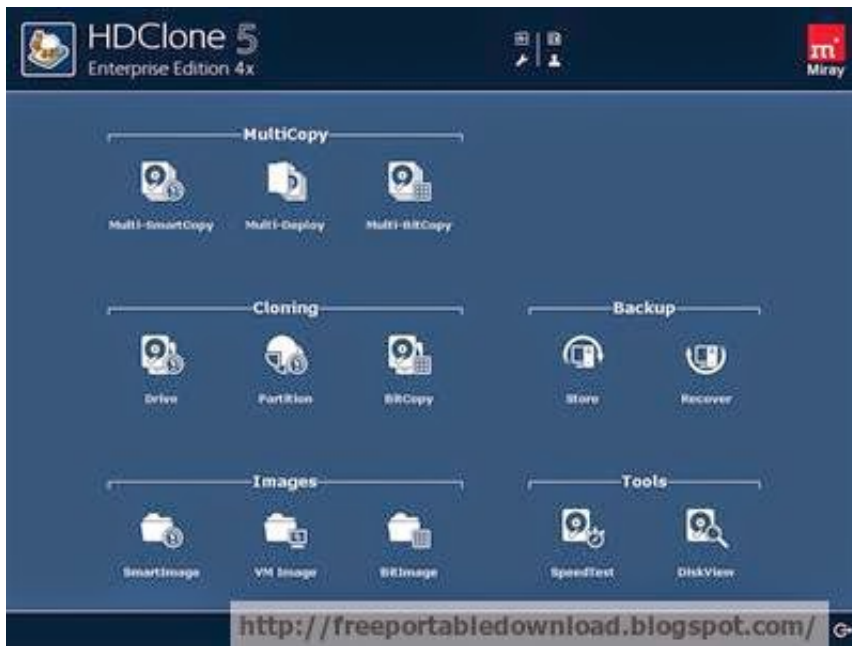 HDClone 5
Enterprise Edition 4x
m
Miray
MultiCopy
Multi-SmartCopy Multi-Deploy Multi-BitCopy
Cloning Backup
Drive Partition BitCopy Store Recover
Images Tools
SmartImage VM Image BitImage SpeedTest DiskView
http://freeportabledownload.blogspot.com/